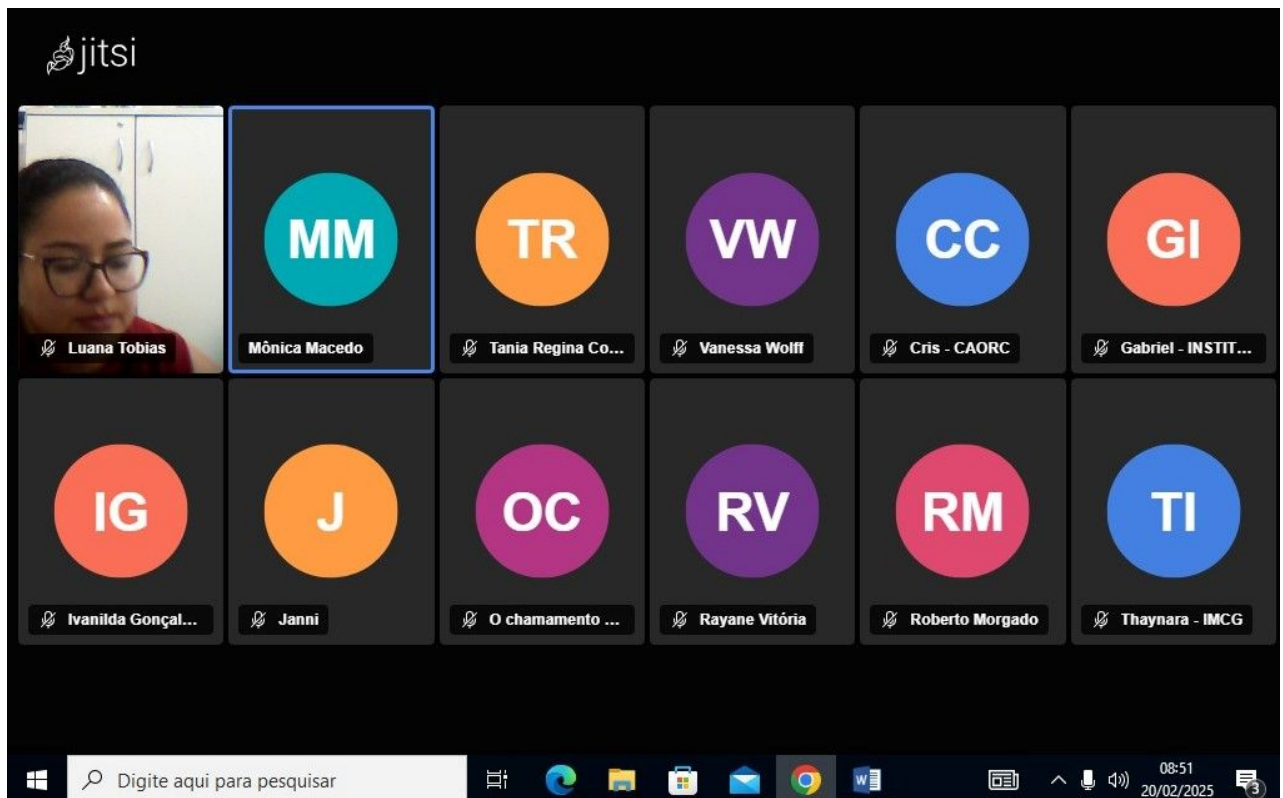 jitsi
MM
TR
VW
CC
GI
Luana Tobias
Mônica Macedo
Tania Regina Co...
Vanessa Wolff
Cris - CAORC
Gabriel - INSTIT...
IG
J
OC
RV
RM
TI
Ivanilda Gonçal...
Janni
O chamamento ...
Rayane Vitória
Roberto Morgado
Thaynara - IMCG
Digite aqui para pesquisar
08:51
20/02/2025
3